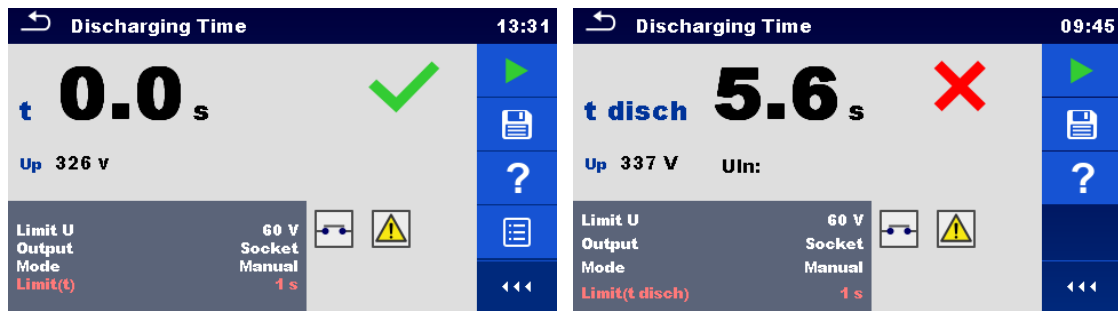 Discharging Time 13:31
t 0.0 s
Up 326 V
?
Limit U 60 V
Output Socket
Mode Manual
Limit(t) 1 s
Discharging Time 09:45
t disch 5.6 s
Up 337 V Uln:
?
Limit U 60 V
Output Socket
Mode Manual
Limit(t disch) 1 s